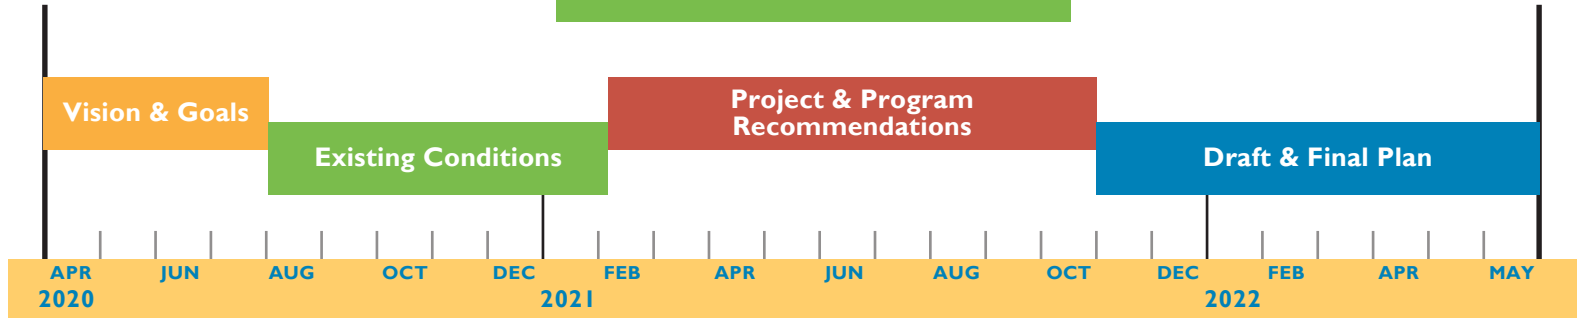 Vision & Goals
Project & Program
Recommendations
Existing Conditions
Draft & Final Plan
APR JUN AUG OCT DEC FEB APR JUN AUG OCT DEC FEB APR MAY
2020 2021 2022